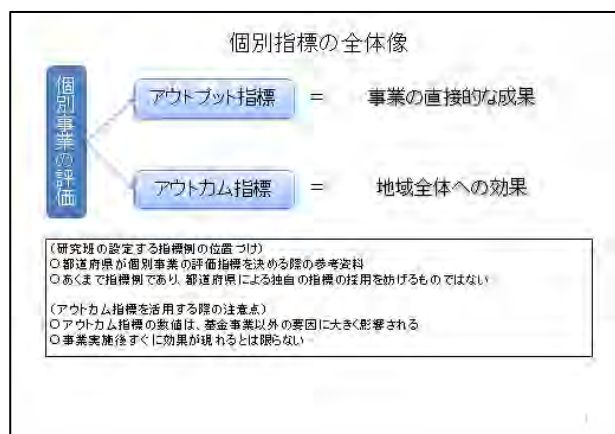 個別指標の全体像
個別事業の評価
アウトプット指標 ＝ 事業の直接的な成果
アウトカム指標 ＝ 地域全体への効果
(研究班の設定する指標例の位置づけ)
○都道府県が個別事業の評価指標を決める際の参考資料
○あくまで指標例であり、都道府県による独自の指標の採用を妨げるものではない
(アウトカム指標を活用する際の注意点)
○アウトカム指標の数値は、基金事業以外の要因に大きく影響される
○事業実施後すぐに効果が現れるとは限らない